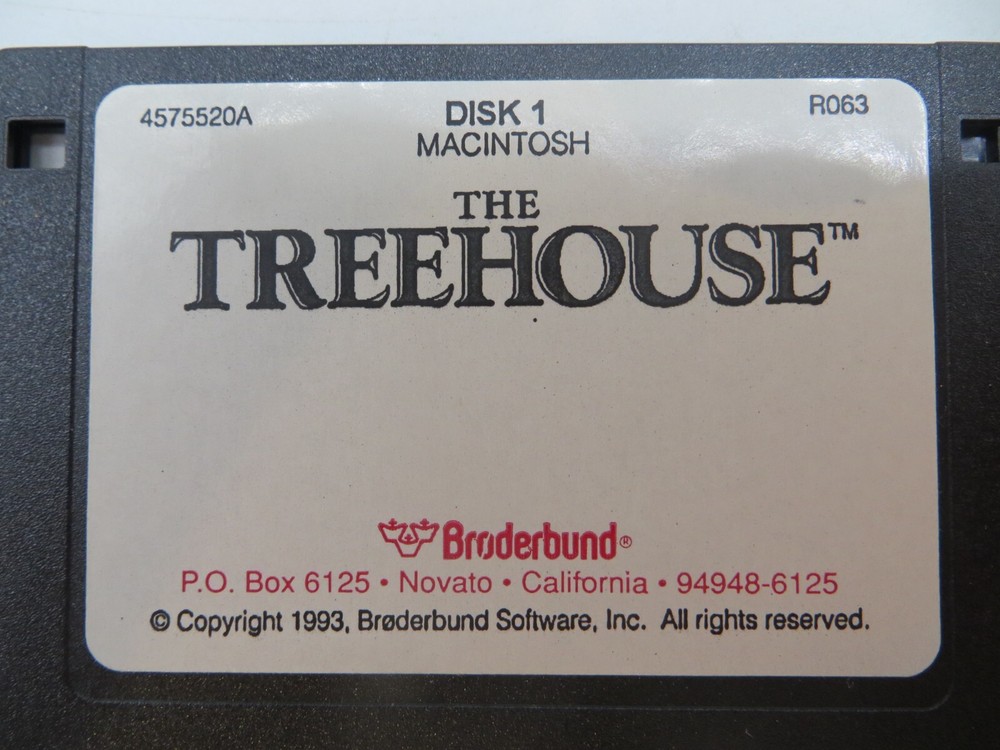 4575520A DISK 1 R063
MACINTOSH
THE
TREEHOUSE™
Brøderbund®
P.O. Box 6125 • Novato • California • 94948-6125
© Copyright 1993, Brøderbund Software, Inc. All rights reserved.